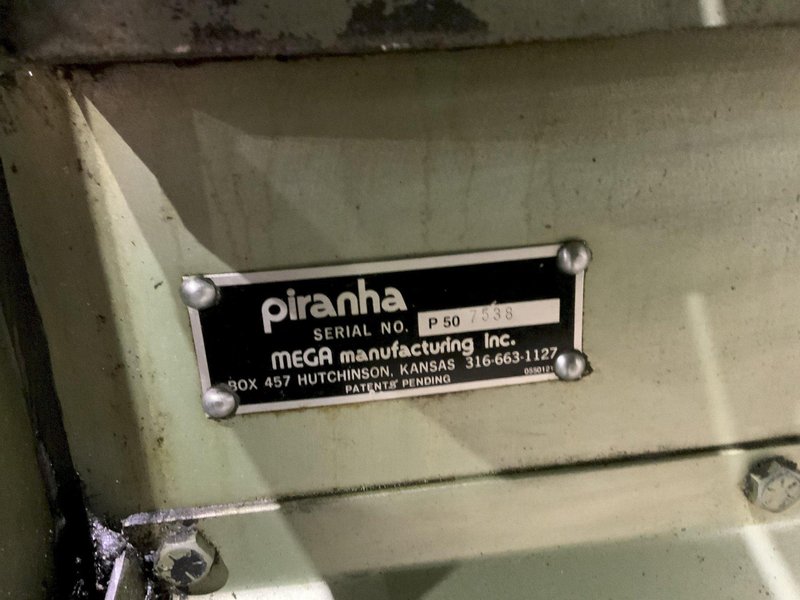 piranha
SERIAL NO. P 50 7538
MEGA manufacturing inc.
BOX 457 HUTCHINSON, KANSAS 316-663-1127
PATENTS PENDING